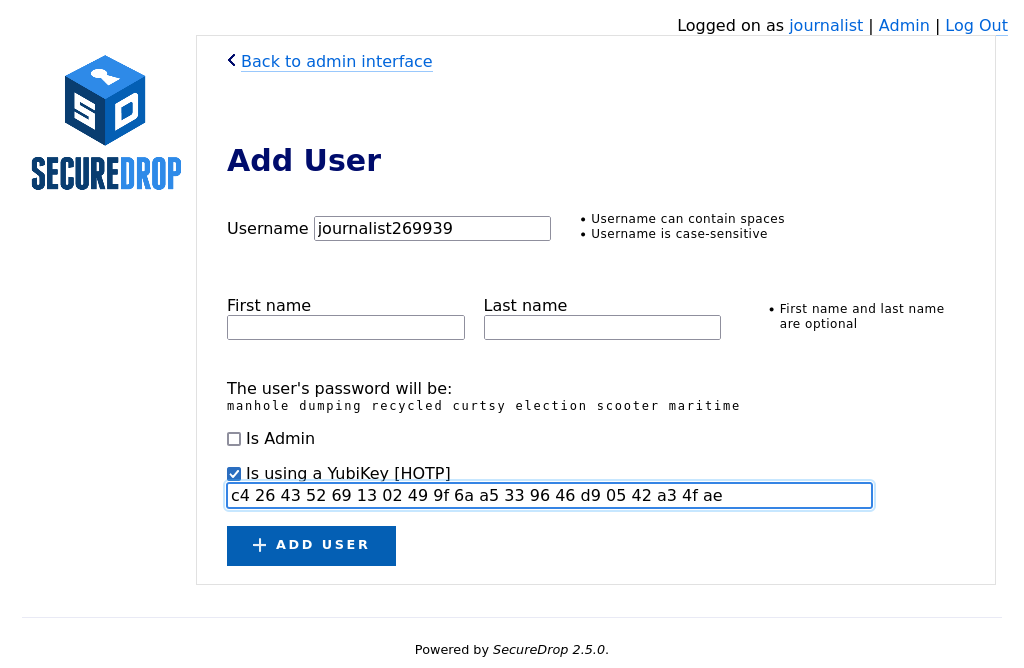 Logged on as journalist | Admin | Log Out
Back to admin interface
SECUREDROP
Add User
Username journalist269939
• Username can contain spaces
• Username is case-sensitive
First name
Last name
• First name and last name
are optional
The user's password will be:
manhole dumping recycled curtsy election scooter maritime
Is Admin
Is using a YubiKey [HOTP]
c4 26 43 52 69 13 02 49 9f 6a a5 33 96 46 d9 05 42 a3 4f ae
+ ADD USER
Powered by SecureDrop 2.5.0.